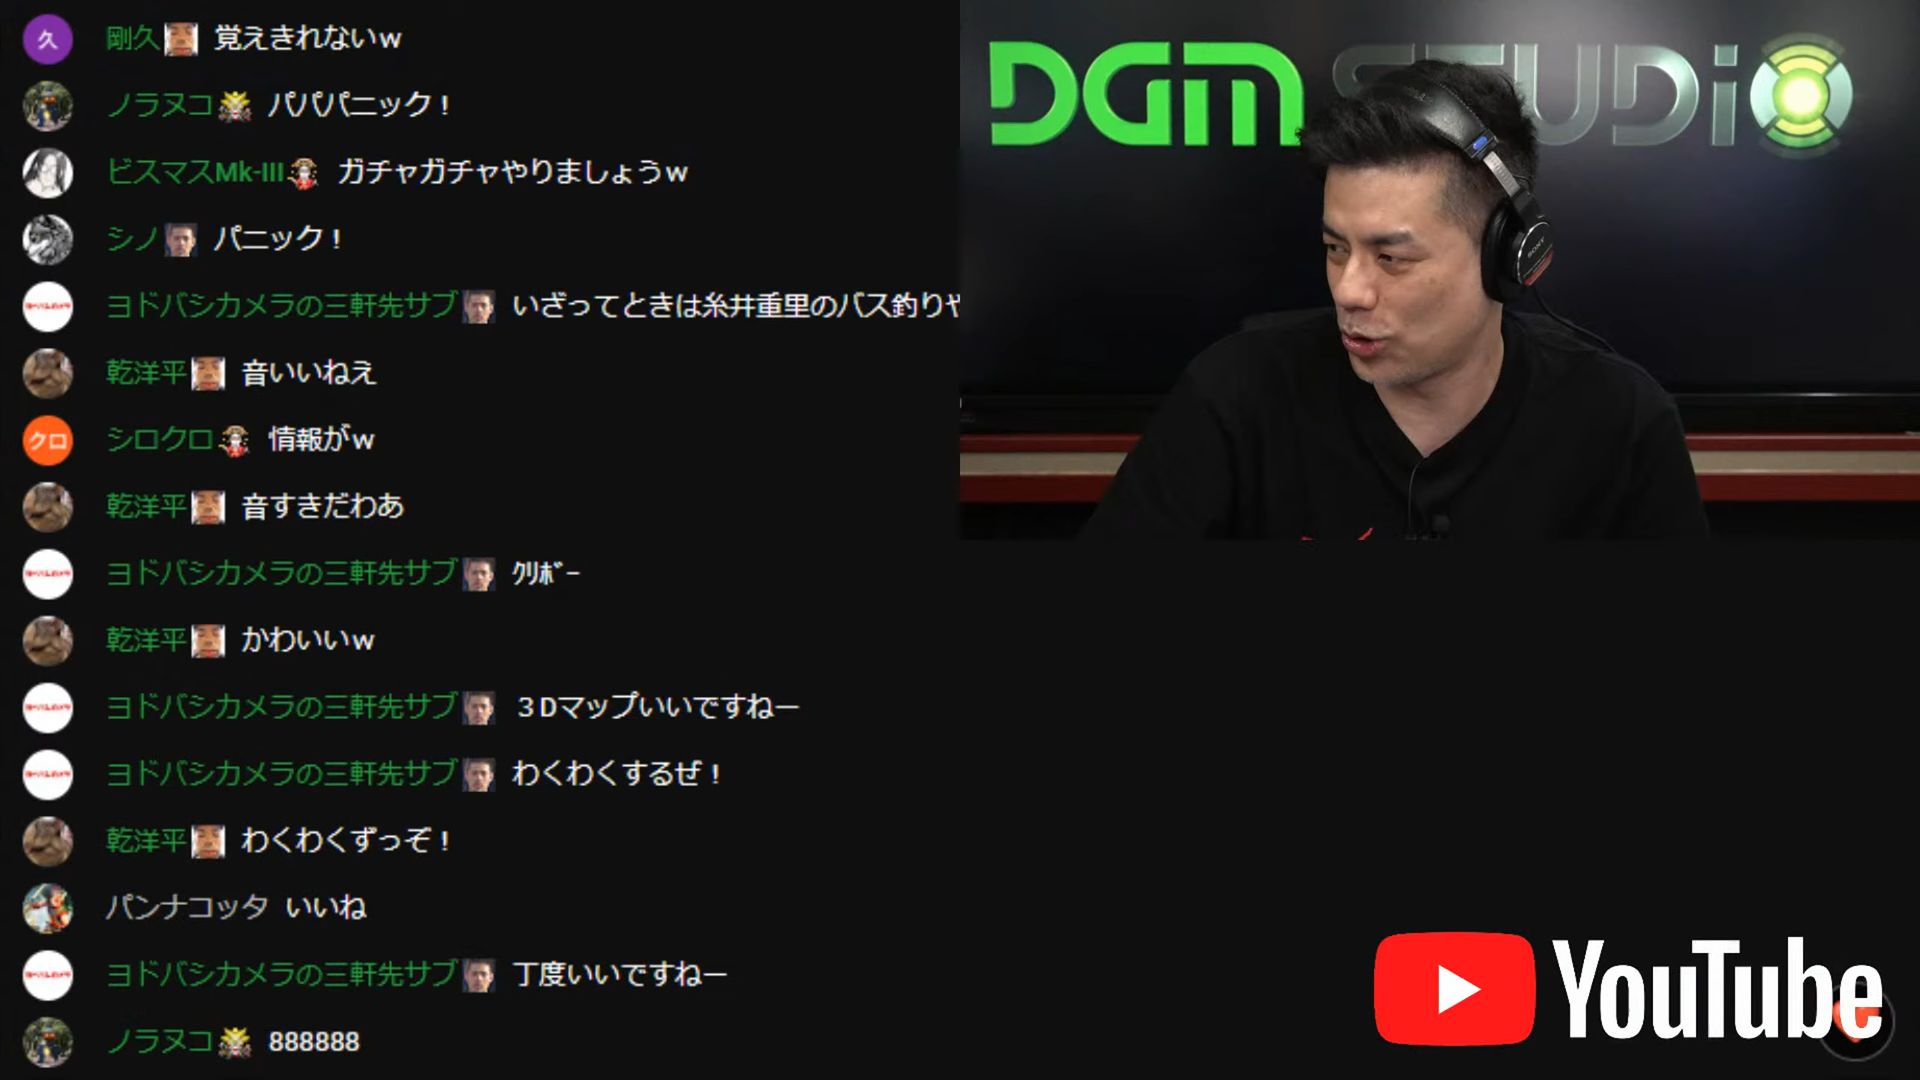 久 剛久 覚えきれないw
ノラヌコ パパパニック！
ビスマスMk-III ガチャガチャやりましょうw
シノ パニック！
ヨドバシカメラの三軒先サブ いざってときは糸井重里のバス釣りや
乾洋平 音いいねえ
クロ シロクロ 情報がw
乾洋平 音すきだわあ
ヨドバシカメラの三軒先サブ ｸﾘﾎﾞｰ
乾洋平 かわいいw
ヨドバシカメラの三軒先サブ ３Dマップいいですねー
ヨドバシカメラの三軒先サブ わくわくするぜ！
乾洋平 わくわくずっぞ！
パンナコッタ いいね
ヨドバシカメラの三軒先サブ 丁度いいですねー
ノラヌコ 888888
DGM STUDiO
SONY
YouTube